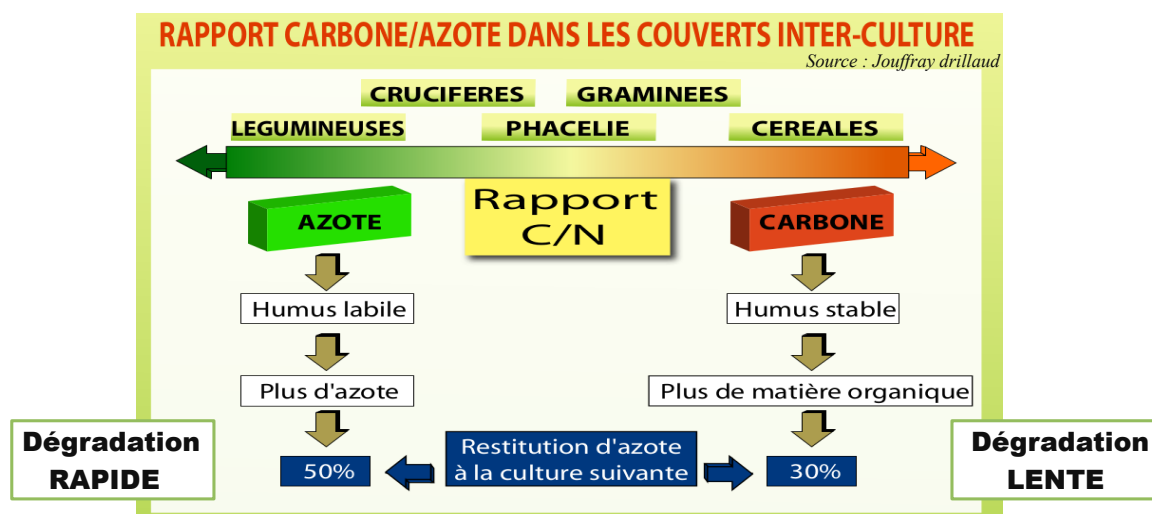 RAPPORT CARBONE/AZOTE DANS LES COUVERTS INTER-CULTURE
Source : Jouffray drillaud
CRUCIFERES
GRAMINEES
LEGUMINEUSES
PHACELIE
CEREALES
Rapport
C/N
AZOTE
CARBONE
Humus labile
Humus stable
Plus d'azote
Plus de matière organique
Dégradation
RAPIDE
50%
Restitution d'azote
à la culture suivante
30%
Dégradation
LENTE